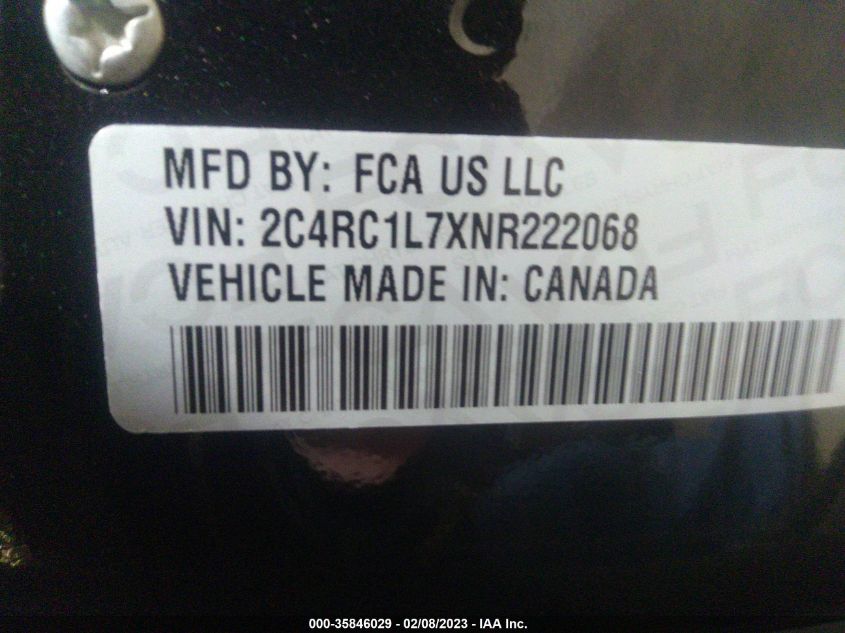 MFD BY: FCA US LLC
VIN: 2C4RC1L7XNR222068
VEHICLE MADE IN: CANADA
000-35846029 - 02/08/2023 - IAA Inc.